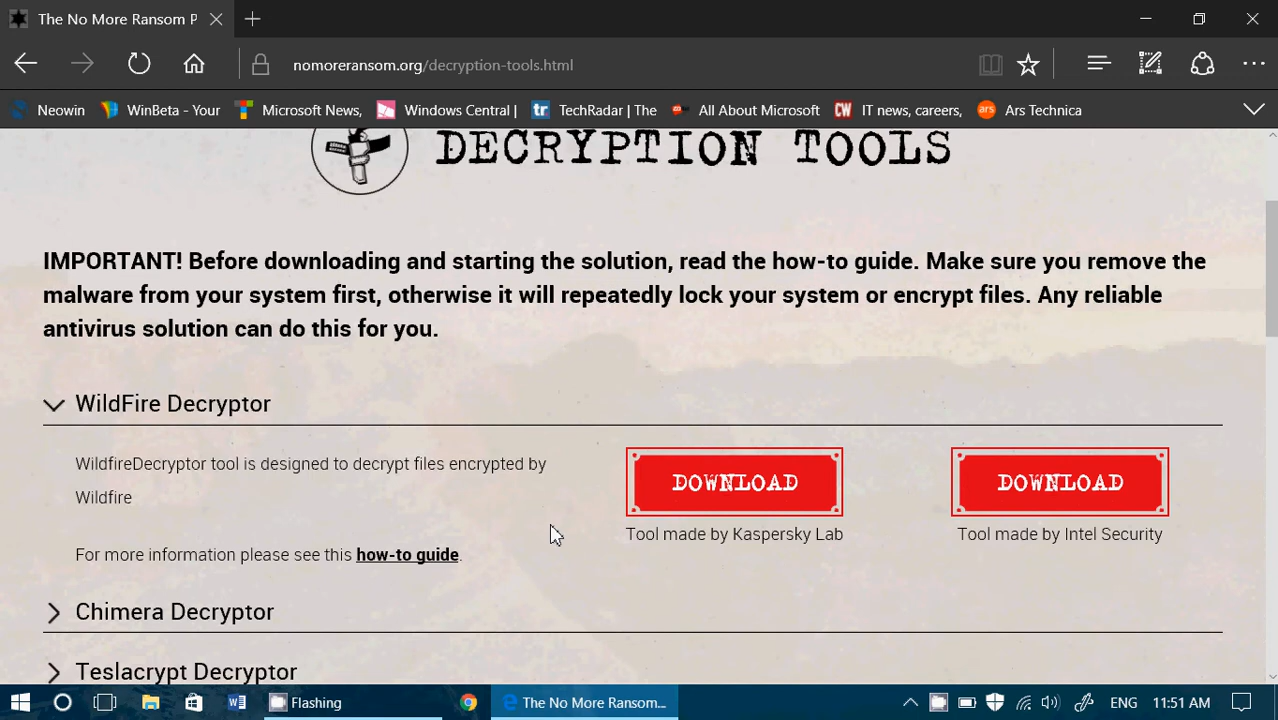 The No More Ransom P
nomoreransom.org/decryption-tools.html
Neowin WinBeta - Your Microsoft News, Windows Central | tr TechRadar | The All About Microsoft CW IT news, careers, ars Ars Technica
DECRYPTION TOOLS
IMPORTANT! Before downloading and starting the solution, read the how-to guide. Make sure you remove the
malware from your system first, otherwise it will repeatedly lock your system or encrypt files. Any reliable
antivirus solution can do this for you.
WildFire Decryptor
WildfireDecryptor tool is designed to decrypt files encrypted by
Wildfire
For more information please see this how-to guide.
DOWNLOAD
Tool made by Kaspersky Lab
DOWNLOAD
Tool made by Intel Security
Chimera Decryptor
Teslacrypt Decryptor
Flashing The No More Ransom... ENG 11:51 AM